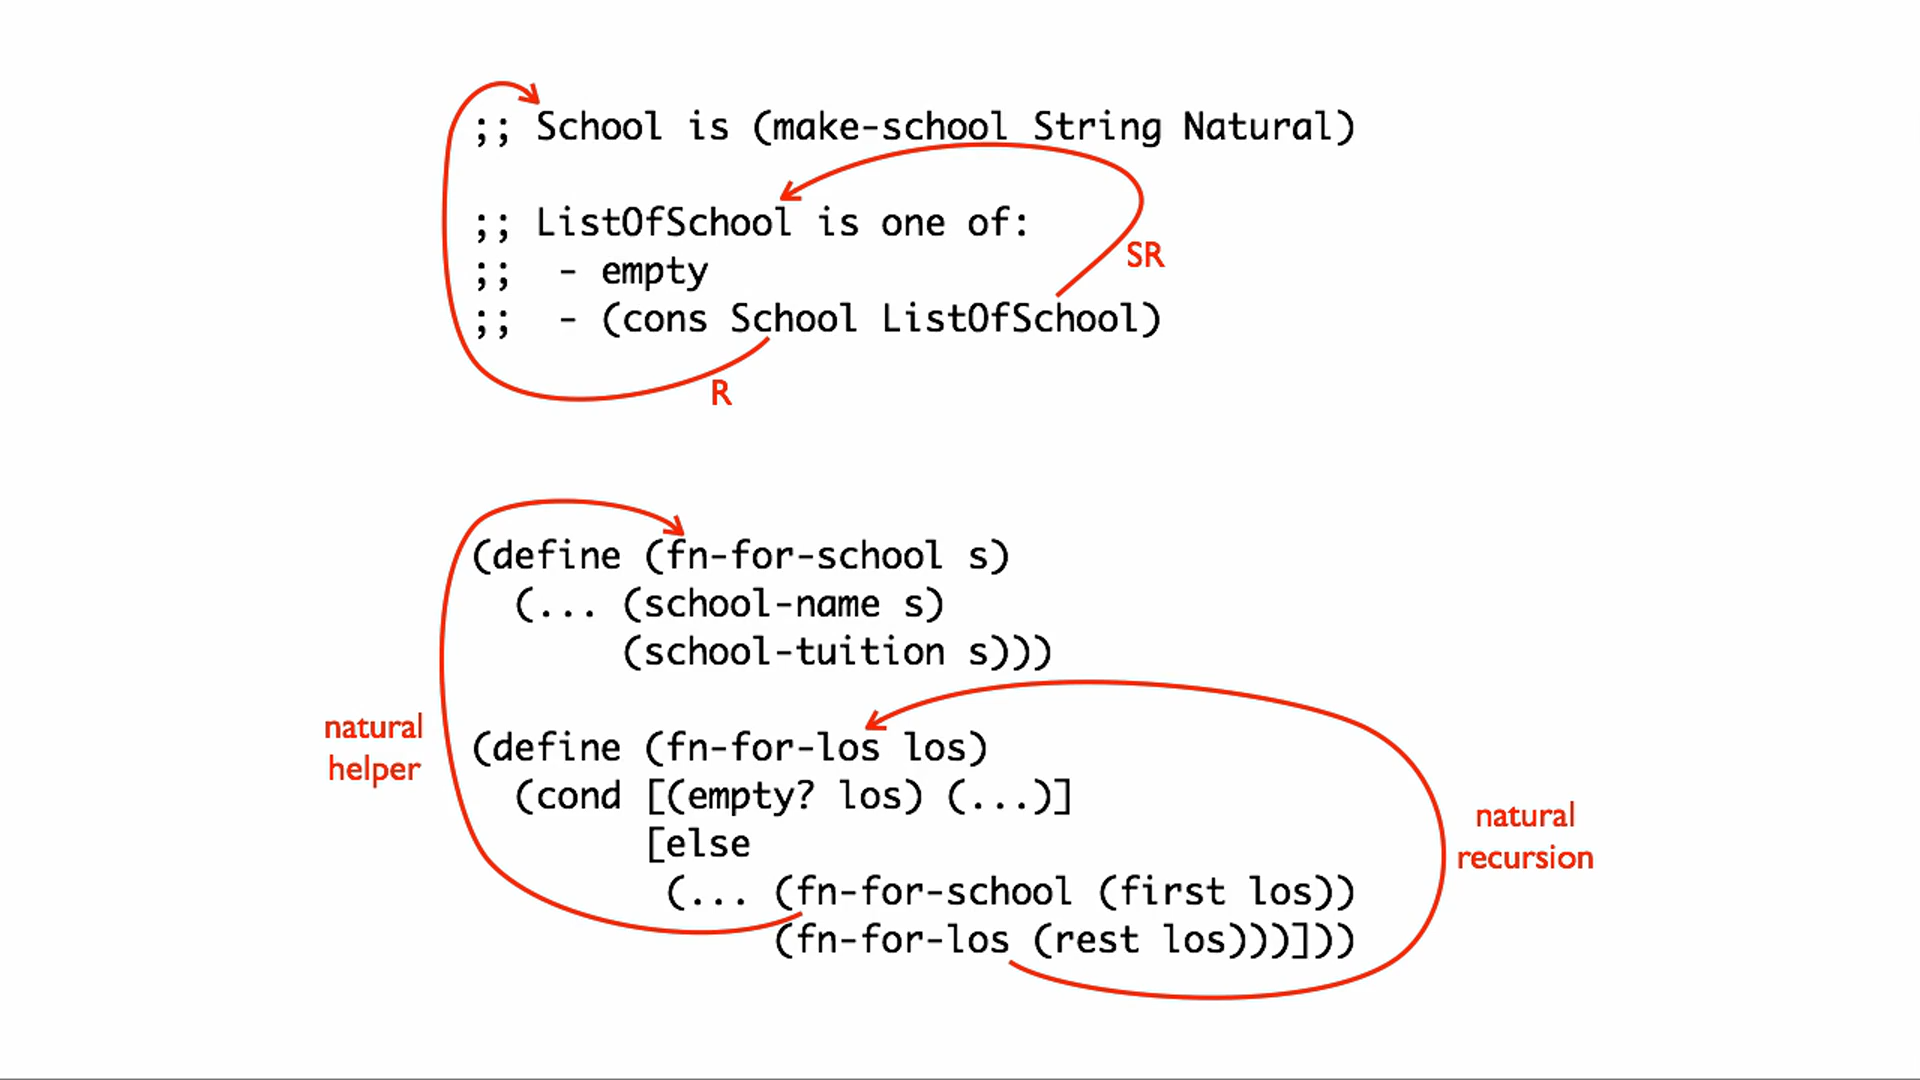 ;; School is (make-school String Natural)
;; ListOfSchool is one of:
;;  - empty
;;  - (cons School ListOfSchool)
SR
R
(define (fn-for-school s)
  (... (school-name s)
       (school-tuition s)))
natural
helper
(define (fn-for-los los)
  (cond [(empty? los) (...)]
        [else
         (... (fn-for-school (first los))
              (fn-for-los (rest los)))]))
natural
recursion